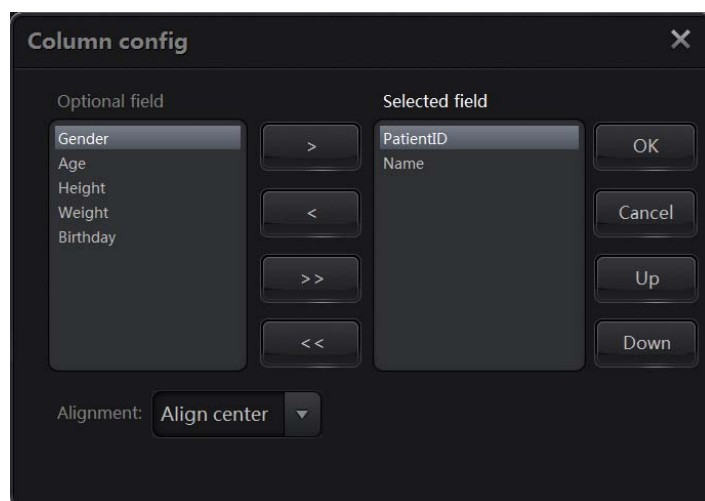 Column config
Optional field
Selected field
Gender
Age
Height
Weight
Birthday
>
<
>>
<<
PatientID
Name
OK
Cancel
Up
Down
Alignment: Align center